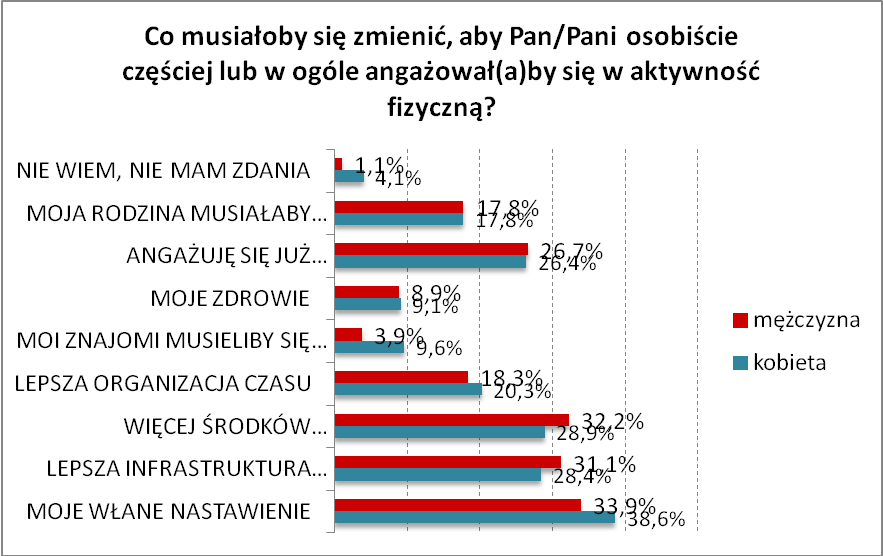 Co musiałoby się zmienić, aby Pan/Pani osobiście
częściej lub w ogóle angażował(a)by się w aktywność
fizyczną?
NIE WIEM, NIE MAM ZDANIA
1,1%
4,1%
MOJA RODZINA MUSIAŁABY...
17,8%
17,8%
ANGAŻUJĘ SIĘ JUŻ...
26,7%
26,4%
MOJE ZDROWIE
8,9%
9,1%
MOI ZNAJOMI MUSIELIBY SIĘ...
3,9%
9,6%
LEPSZA ORGANIZACJA CZASU
18,3%
20,3%
WIĘCEJ ŚRODKÓW...
32,2%
28,9%
LEPSZA INFRASTRUKTURA...
31,1%
28,4%
MOJE WŁANE NASTAWIENIE
33,9%
38,6%
mężczyzna
kobieta